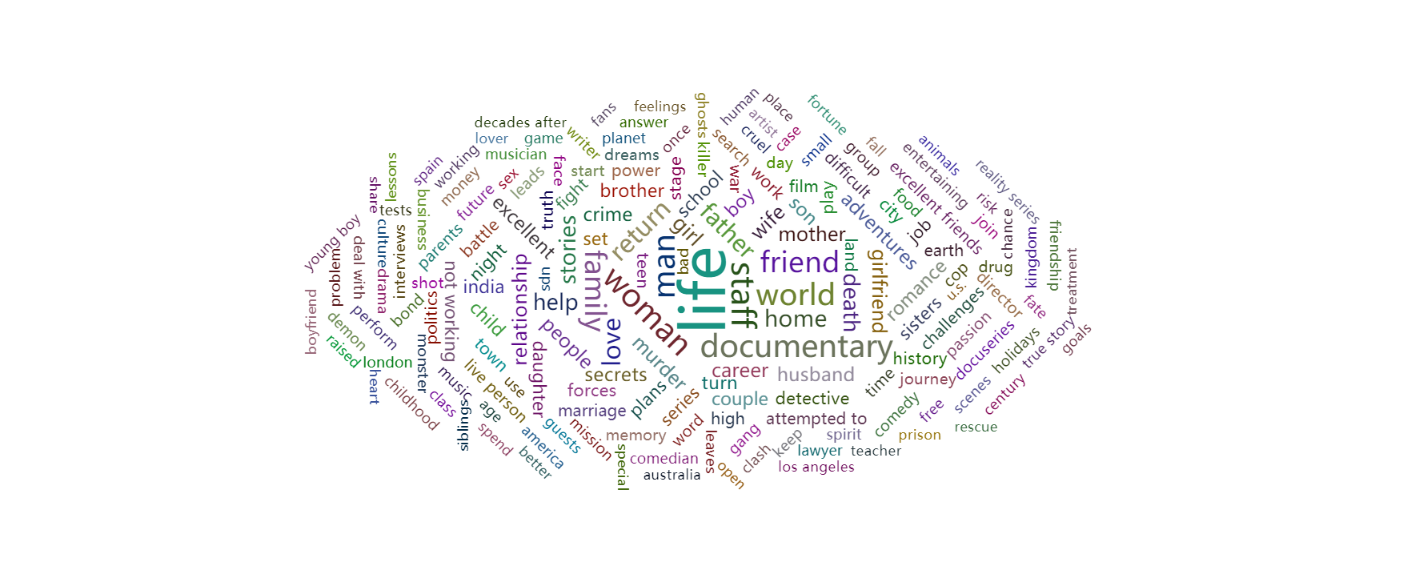 life
woman
documentary
man
staff
friend
world
family
return
father
love
home
help
death
murder
people
stories
girl
girlfriend
adventures
mother
wife
son
boy
school
relationship
daughter
secrets
husband
career
couple
detective
turn
plans
series
high
attempted to
history
romance
sisters
time
journey
challenges
cop
u.s.
drug
director
earth
job
city
food
land
play
film
day
work
war
search
stage
brother
crime
set
teen
bad
excellent
night
india
not working
child
town
live person
use
age
music
class
monster
politics
shot
bond
parents
battle
future
leads
sex
truth
face
fight
start
power
dreams
planet
answer
feelings
once
ghosts
killer
human
place
artist
cruel
case
fortune
small
difficult
group
fall
entertaining
animals
excellent friends
reality series
risk
join
chance
kingdom
friendship
treatment
fate
true story
goals
passion
docuseries
holidays
scenes
century
free
comedy
rescue
prison
spirit
lawyer
teacher
keep
clash
los angeles
gang
open
leaves
word
memory
comedian
australia
special
mission
marriage
forces
guests
america
better
spend
siblings
childhood
heart
london
raised
demon
perform
boyfriend
problem
deal with
drama
culture
interviews
young boy
share
tests
lessons
business
spain
working
money
musician
lover
game
decades after
writer
fans
sdn